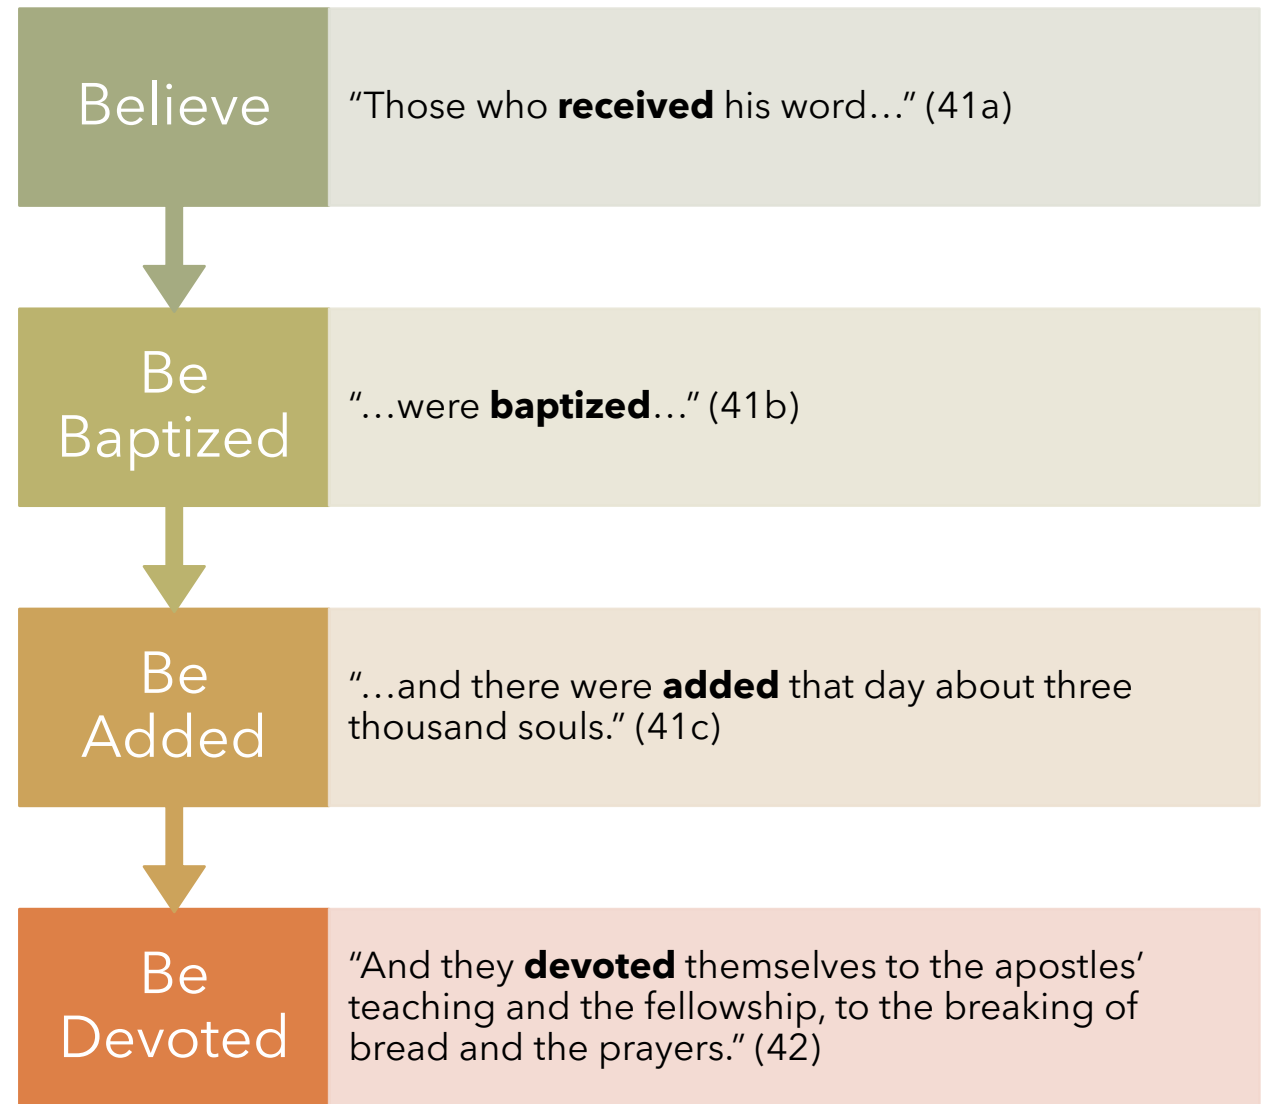 Believe
“Those who received his word…” (41a)
Be
Baptized
“…were baptized…” (41b)
Be
Added
“…and there were added that day about three
thousand souls.” (41c)
Be
Devoted
“And they devoted themselves to the apostles’
teaching and the fellowship, to the breaking of
bread and the prayers.” (42)